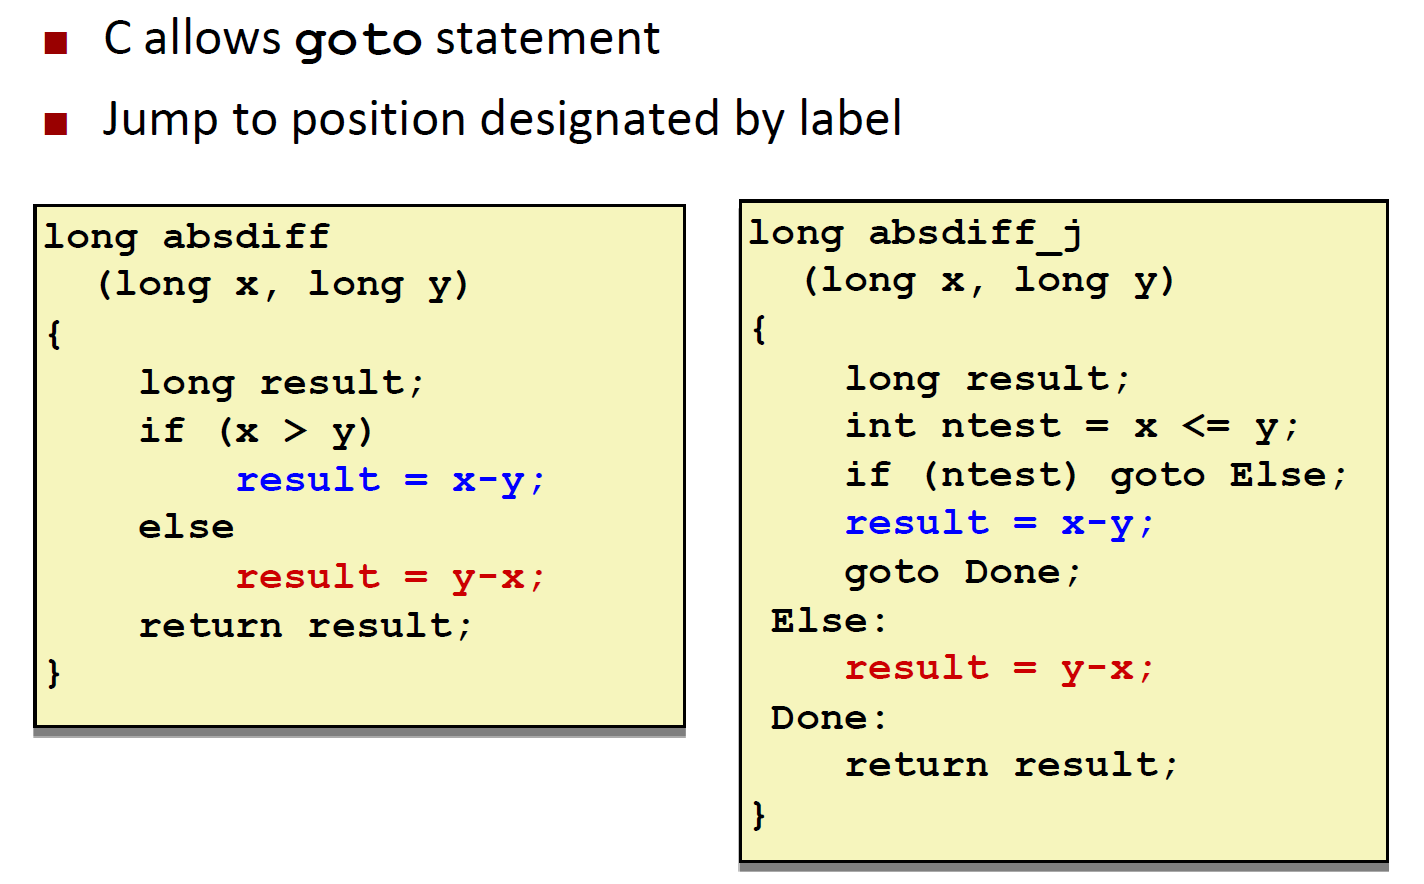 C allows goto statement
Jump to position designated by label
long absdiff
(long x, long y)
{
long result;
if (x > y)
result = x-y;
else
result = y-x;
return result;
}
long absdiff_j
(long x, long y)
{
long result;
int ntest = x <= y;
if (ntest) goto Else;
result = x-y;
goto Done;
Else:
result = y-x;
Done:
return result;
}